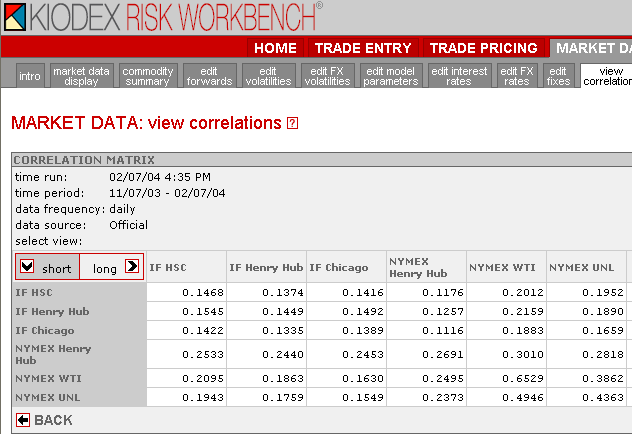 KIODEX RISK WORKBENCH®
HOME TRADE ENTRY TRADE PRICING MARKET DA
intro market data display commodity summary edit forwards edit volatilities edit FX volatilities edit model parameters edit interest rates edit FX rates edit fixes view correlation
MARKET DATA: view correlations ?
CORRELATION MATRIX
time run: 02/07/04 4:35 PM
time period: 11/07/03 - 02/07/04
data frequency: daily
data source: Official
select view:
short long IF HSC IF Henry Hub IF Chicago NYMEX Henry Hub NYMEX WTI NYMEX UNL
IF HSC 0.1468 0.1374 0.1416 0.1176 0.2012 0.1952
IF Henry Hub 0.1545 0.1449 0.1492 0.1257 0.2159 0.1890
IF Chicago 0.1422 0.1335 0.1389 0.1116 0.1883 0.1659
NYMEX Henry Hub 0.2533 0.2440 0.2453 0.2691 0.3010 0.2818
NYMEX WTI 0.2095 0.1863 0.1630 0.2495 0.6529 0.3862
NYMEX UNL 0.1943 0.1759 0.1549 0.2373 0.4946 0.4363
BACK